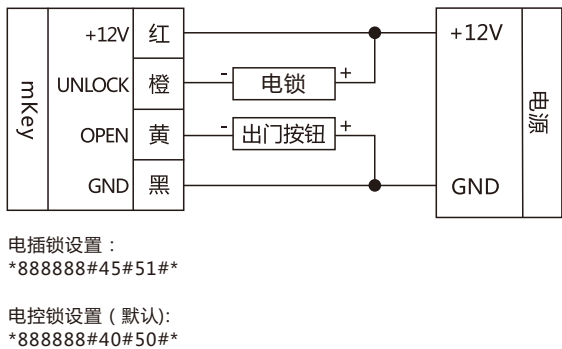 mKey
+12V 红
UNLOCK 橙
OPEN 黄
GND 黑
- 电锁 +
- 出门按钮 +
+12V
GND
电源
电插锁设置：
*888888#45#51#*
电控锁设置（默认):
*888888#40#50#*